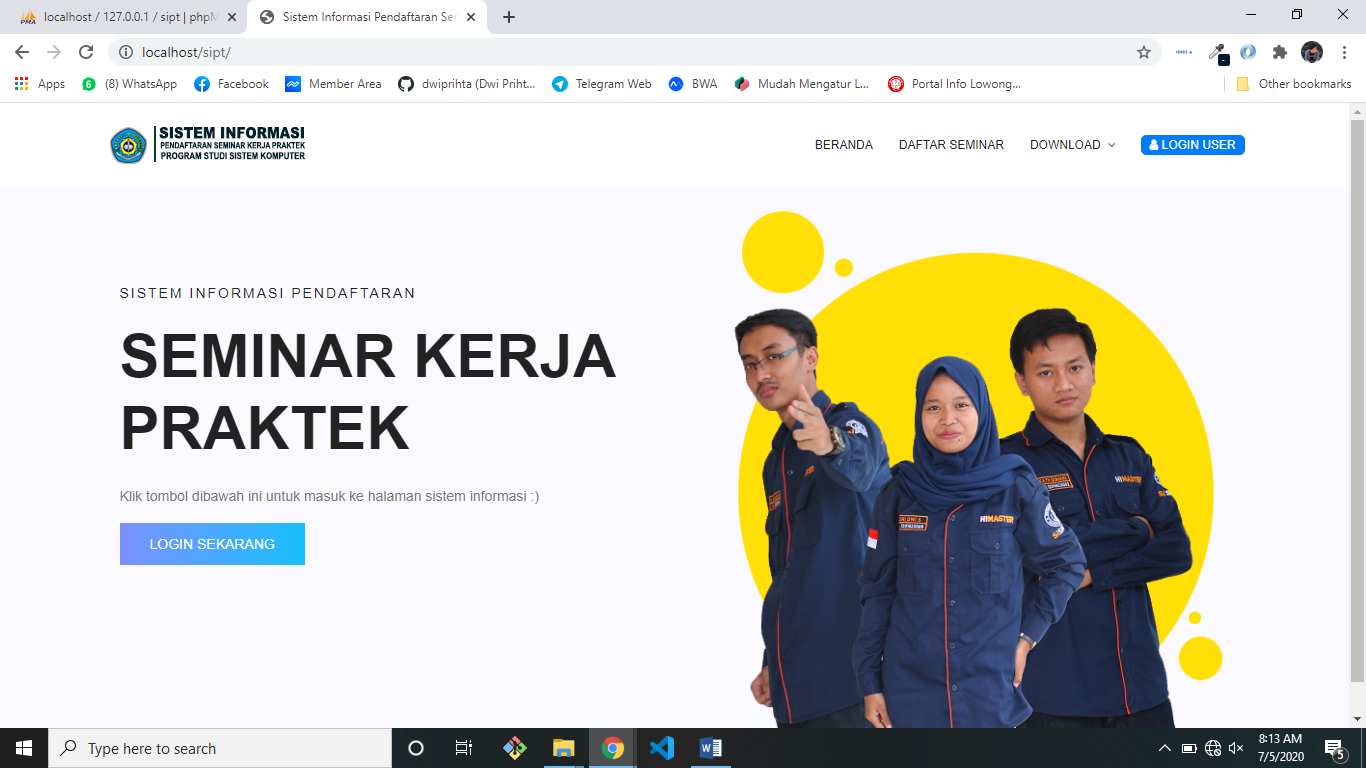 localhost / 127.0.0.1 / sipt | phpM
Sistem Informasi Pendaftaran Ser
localhost/sipt/
Apps
(8) WhatsApp
Facebook
Member Area
dwiprihta (Dwi Priht...
Telegram Web
BWA
Mudah Mengatur L...
Portal Info Lowong...
Other bookmarks
SISTEM INFORMASI
PENDAFTARAN SEMINAR KERJA PRAKTEK
PROGRAM STUDI SISTEM KOMPUTER
BERANDA
DAFTAR SEMINAR
DOWNLOAD
LOGIN USER
SISTEM INFORMASI PENDAFTARAN
SEMINAR KERJA
PRAKTEK
Klik tombol dibawah ini untuk masuk ke halaman sistem informasi :)
LOGIN SEKARANG
HIMASTER
HIMASTER
Type here to search
8:13 AM
7/5/2020
5